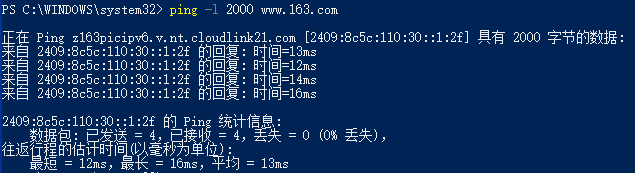 PS C:\WINDOWS\system32> ping -l 2000 www.163.com
正在 Ping z163picipv6.v.nt.cloudlink21.com [2409:8c5c:110:30::1:2f] 具有 2000 字节的数据:
来自 2409:8c5c:110:30::1:2f 的回复: 时间=13ms
来自 2409:8c5c:110:30::1:2f 的回复: 时间=12ms
来自 2409:8c5c:110:30::1:2f 的回复: 时间=14ms
来自 2409:8c5c:110:30::1:2f 的回复: 时间=16ms
2409:8c5c:110:30::1:2f 的 Ping 统计信息:
数据包: 已发送 = 4，已接收 = 4，丢失 = 0 (0% 丢失)，
往返行程的估计时间(以毫秒为单位):
最短 = 12ms，最长 = 16ms，平均 = 13ms